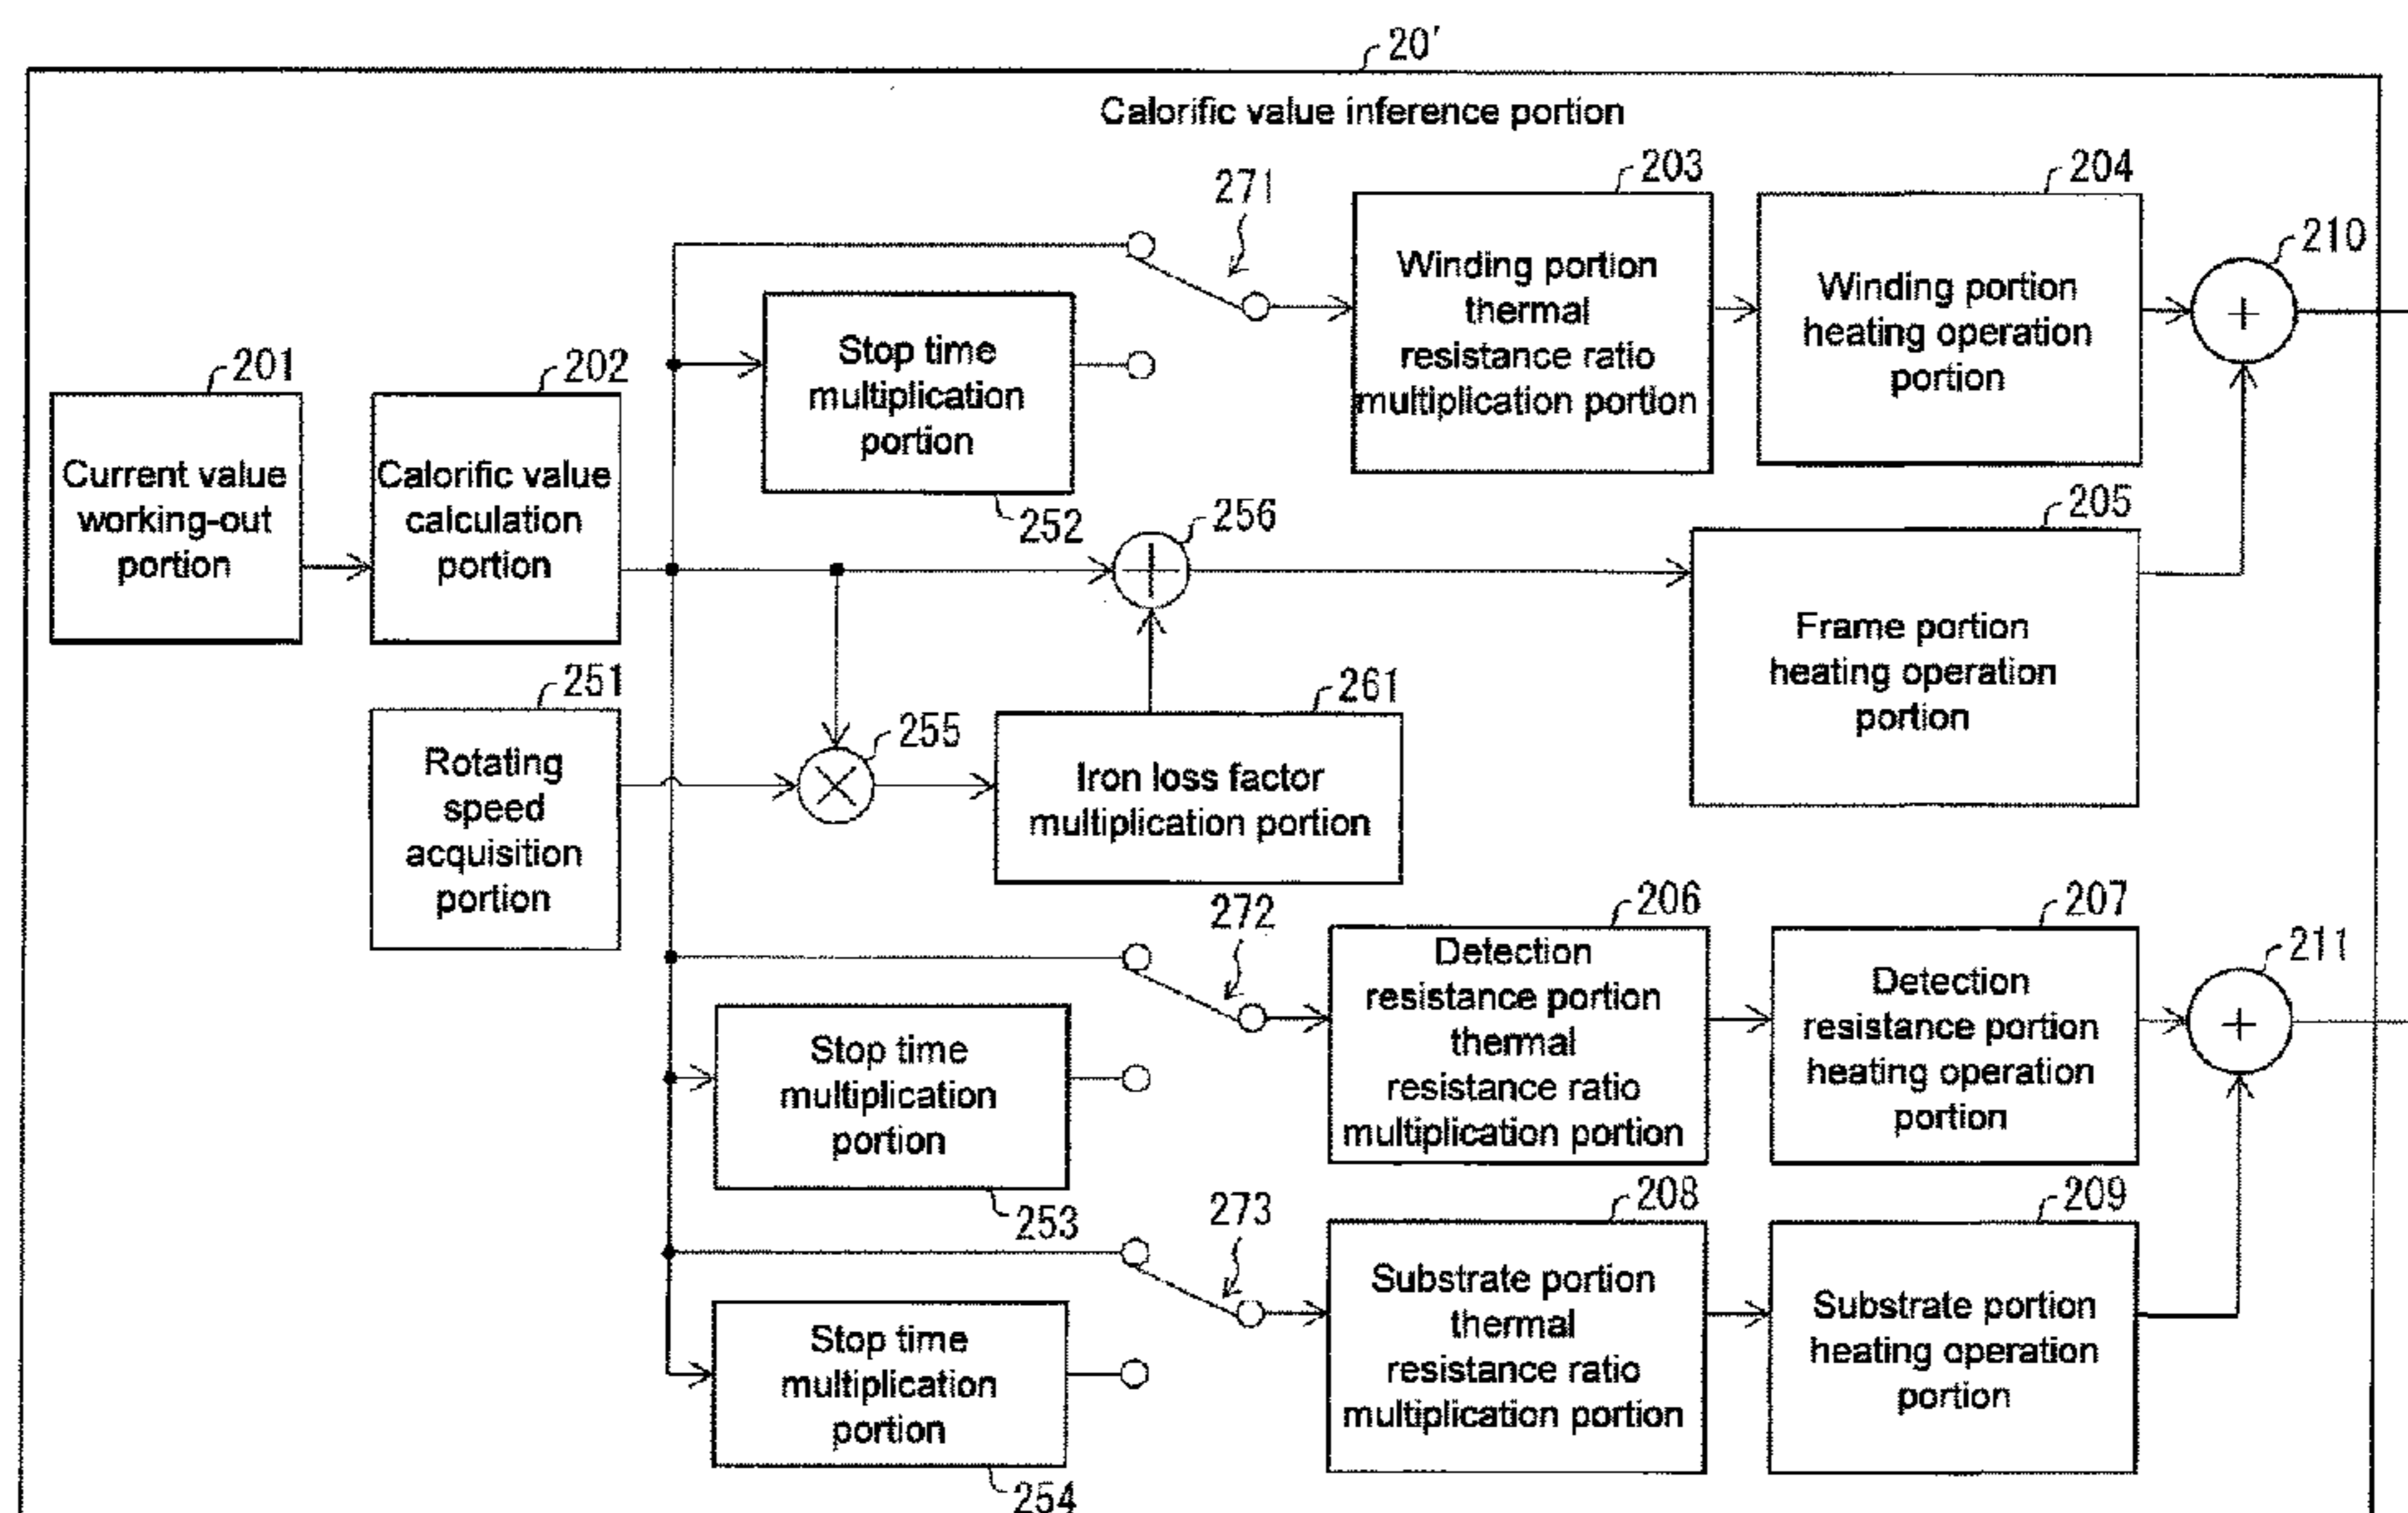 20'
Calorific value inference portion
271
203
204
210
Winding portion
thermal
resistance ratio
multiplication portion
Winding portion
heating operation
portion
+
Stop time
multiplication
portion
252
201
202
Current value
working-out
portion
Calorific value
calculation
portion
256
+
205
Frame portion
heating operation
portion
251
Rotating
speed
acquisition
portion
255
×
261
Iron loss factor
multiplication portion
272
206
207
211
Detection
resistance portion
thermal
resistance ratio
multiplication portion
Detection
resistance portion
heating operation
portion
+
Stop time
multiplication
portion
253
273
208
209
Substrate portion
thermal
resistance ratio
multiplication portion
Substrate portion
heating operation
portion
Stop time
multiplication
portion
254